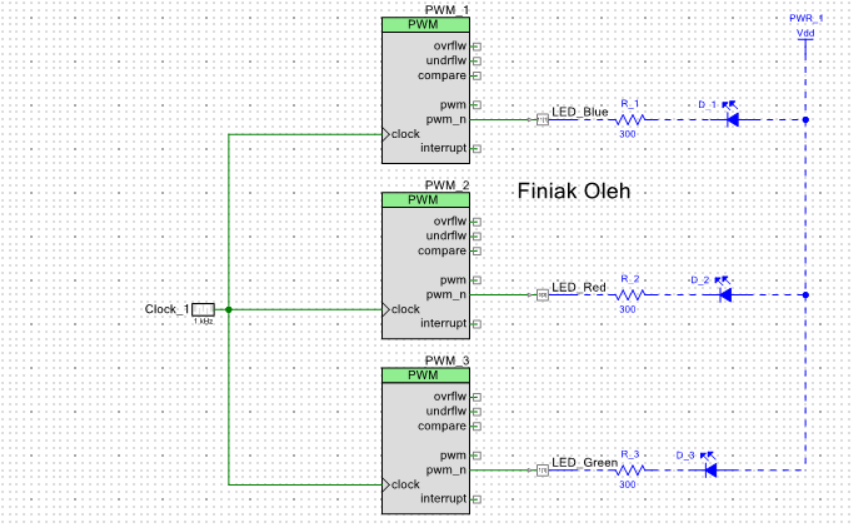 PWM_1
PWM
ovrflw
undrflw
compare
pwm
pwm_n
clock
interrupt
LED_Blue
R_1
300
D_1
PWR_1
Vdd
Finiak Oleh
PWM_2
PWM
ovrflw
undrflw
compare
pwm
pwm_n
clock
interrupt
LED_Red
R_2
300
D_2
Clock_1
1 kHz
PWM_3
PWM
ovrflw
undrflw
compare
pwm
pwm_n
clock
interrupt
LED_Green
R_3
300
D_3